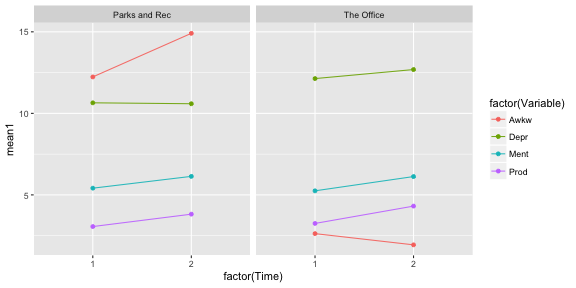 Parks and Rec
The Office
15
10
5
mean1
1
2
1
2
factor(Time)
factor(Variable)
Awkw
Depr
Ment
Prod